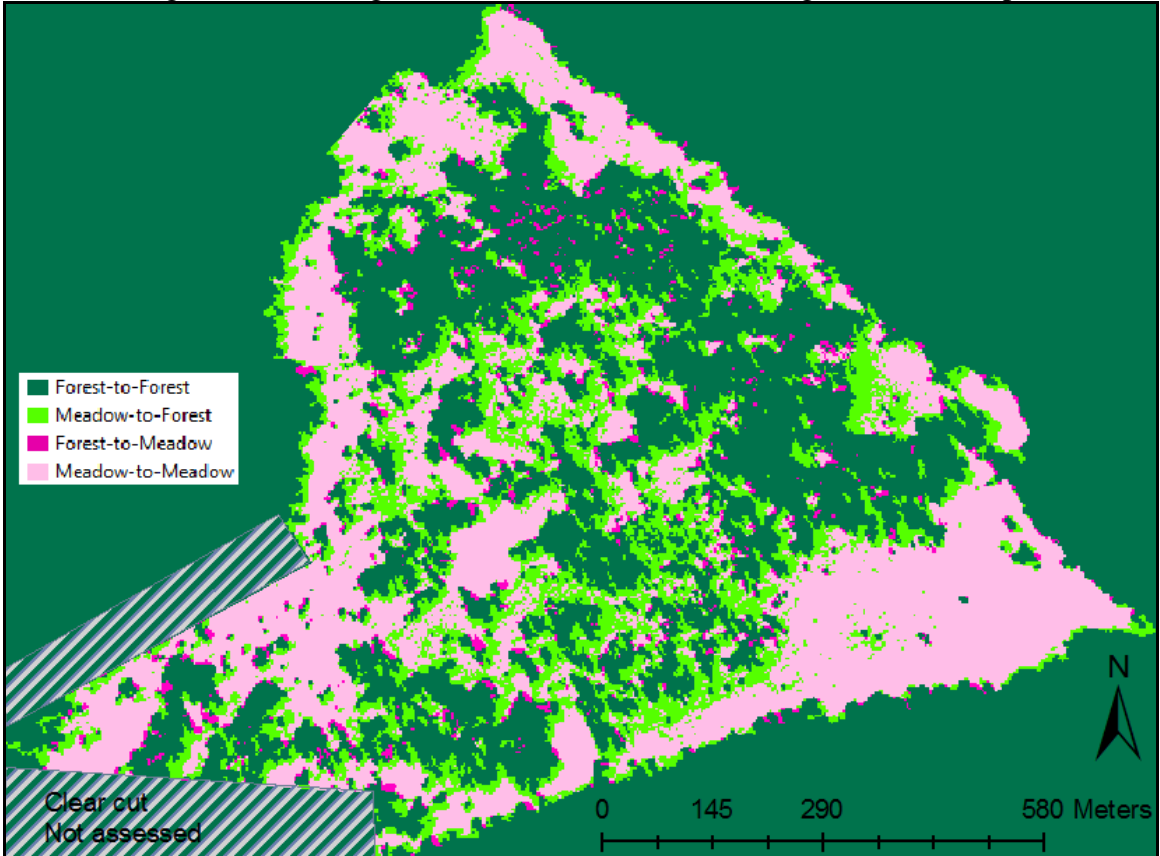 Forest-to-Forest
Meadow-to-Forest
Forest-to-Meadow
Meadow-to-Meadow
N
Clear cut
Not assessed
0 145 290 580 Meters